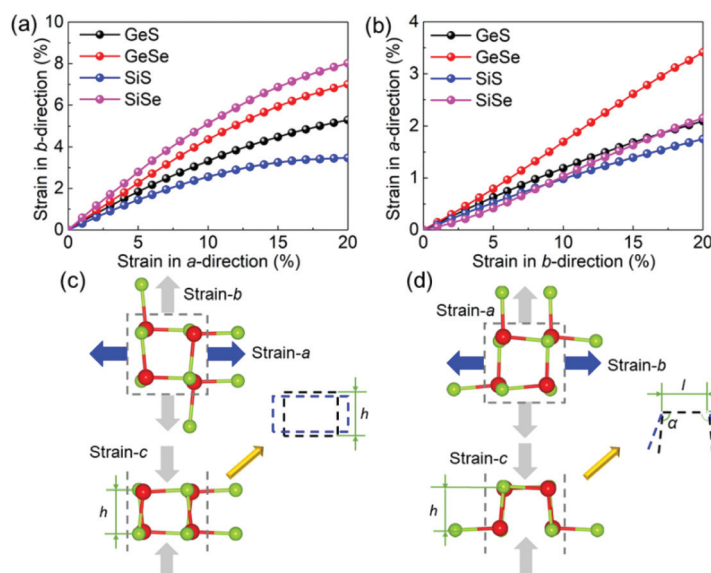 (a)
10
8
6
4
2
0
Strain in b-direction (%)
GeS
GeSe
SiS
SiSe
0 5 10 15 20
Strain in a-direction (%)
(b)
4
3
2
1
0
Strain in a-direction (%)
GeS
GeSe
SiS
SiSe
0 5 10 15 20
Strain in b-direction (%)
(c)
Strain-b
Strain-a
h
Strain-c
h
(d)
Strain-a
Strain-b
l
α
Strain-c
h